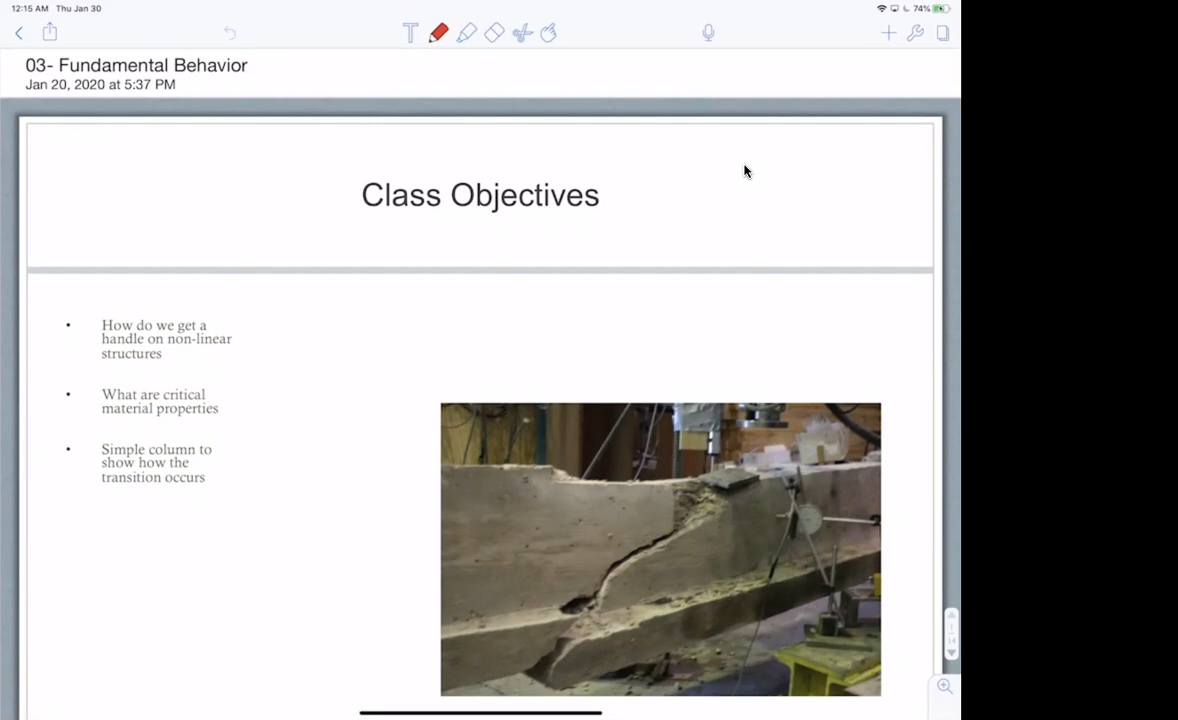 12:15 AM Thu Jan 30
74%
03- Fundamental Behavior
Jan 20, 2020 at 5:37 PM
Class Objectives
• How do we get a
handle on non-linear
structures
• What are critical
material properties
• Simple column to
show how the
transition occurs
1
14